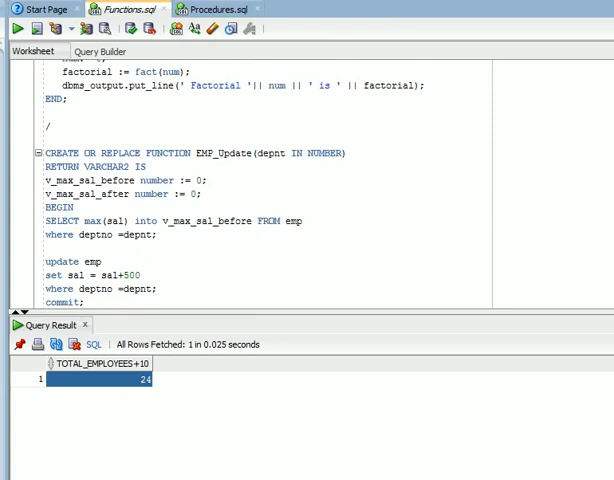 Start Page
Functions.sql
Procedures.sql
Worksheet
Query Builder
factorial := fact(num);
dbms_output.put_line(' Factorial '|| num || ' is ' || factorial);
END;
/
CREATE OR REPLACE FUNCTION EMP_Update(depnt IN NUMBER)
RETURN VARCHAR2 IS
v_max_sal_before number := 0;
v_max_sal_after number := 0;
BEGIN
SELECT max(sal) into v_max_sal_before FROM emp
where deptno =depnt;
update emp
set sal = sal+500
where deptno =depnt;
commit;
Query Result x
SQL | All Rows Fetched: 1 in 0.025 seconds
TOTAL_EMPLOYEES+10
1 24